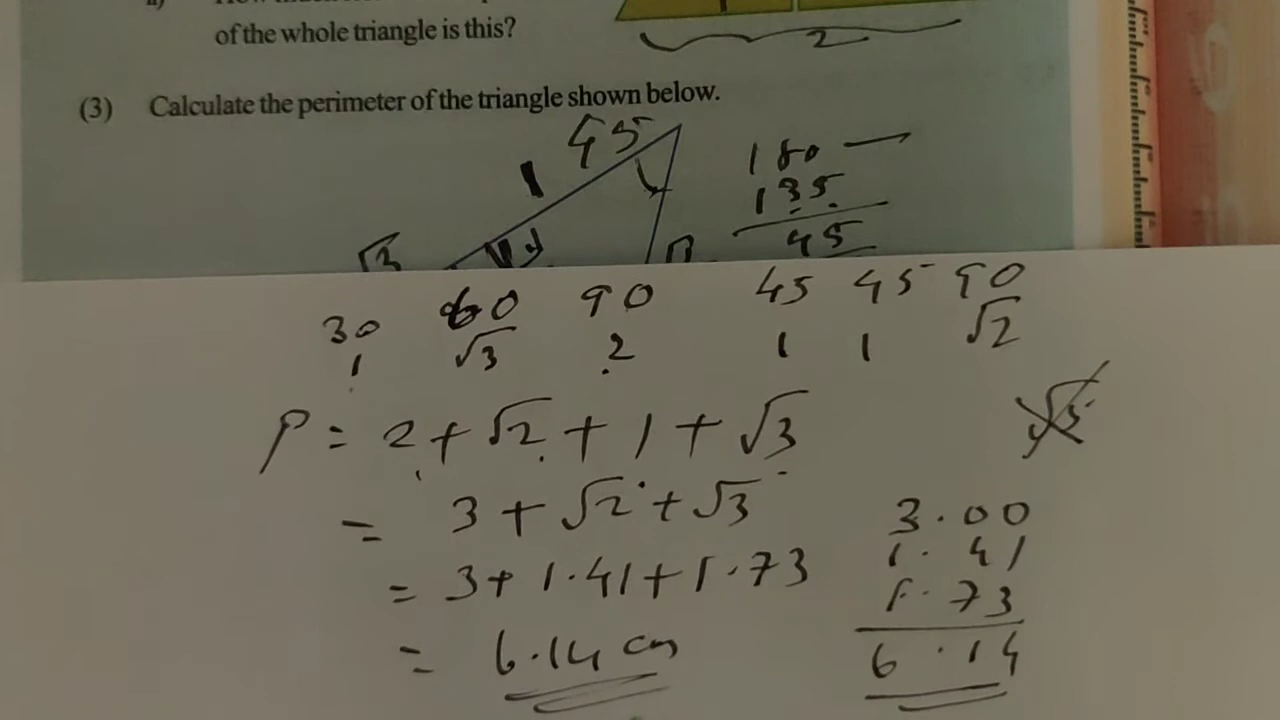 of the whole triangle is this?
2
(3) Calculate the perimeter of the triangle shown below.
45
1
180 —
135
45
30 60 90 45 45 90
1 √3 2 1 1 √2
P = 2 + √2 + 1 + √3
= 3 + √2 + √3
= 3 + 1.41 + 1.73
= 6.14 cm
3.00
1.41
1.73
6.14